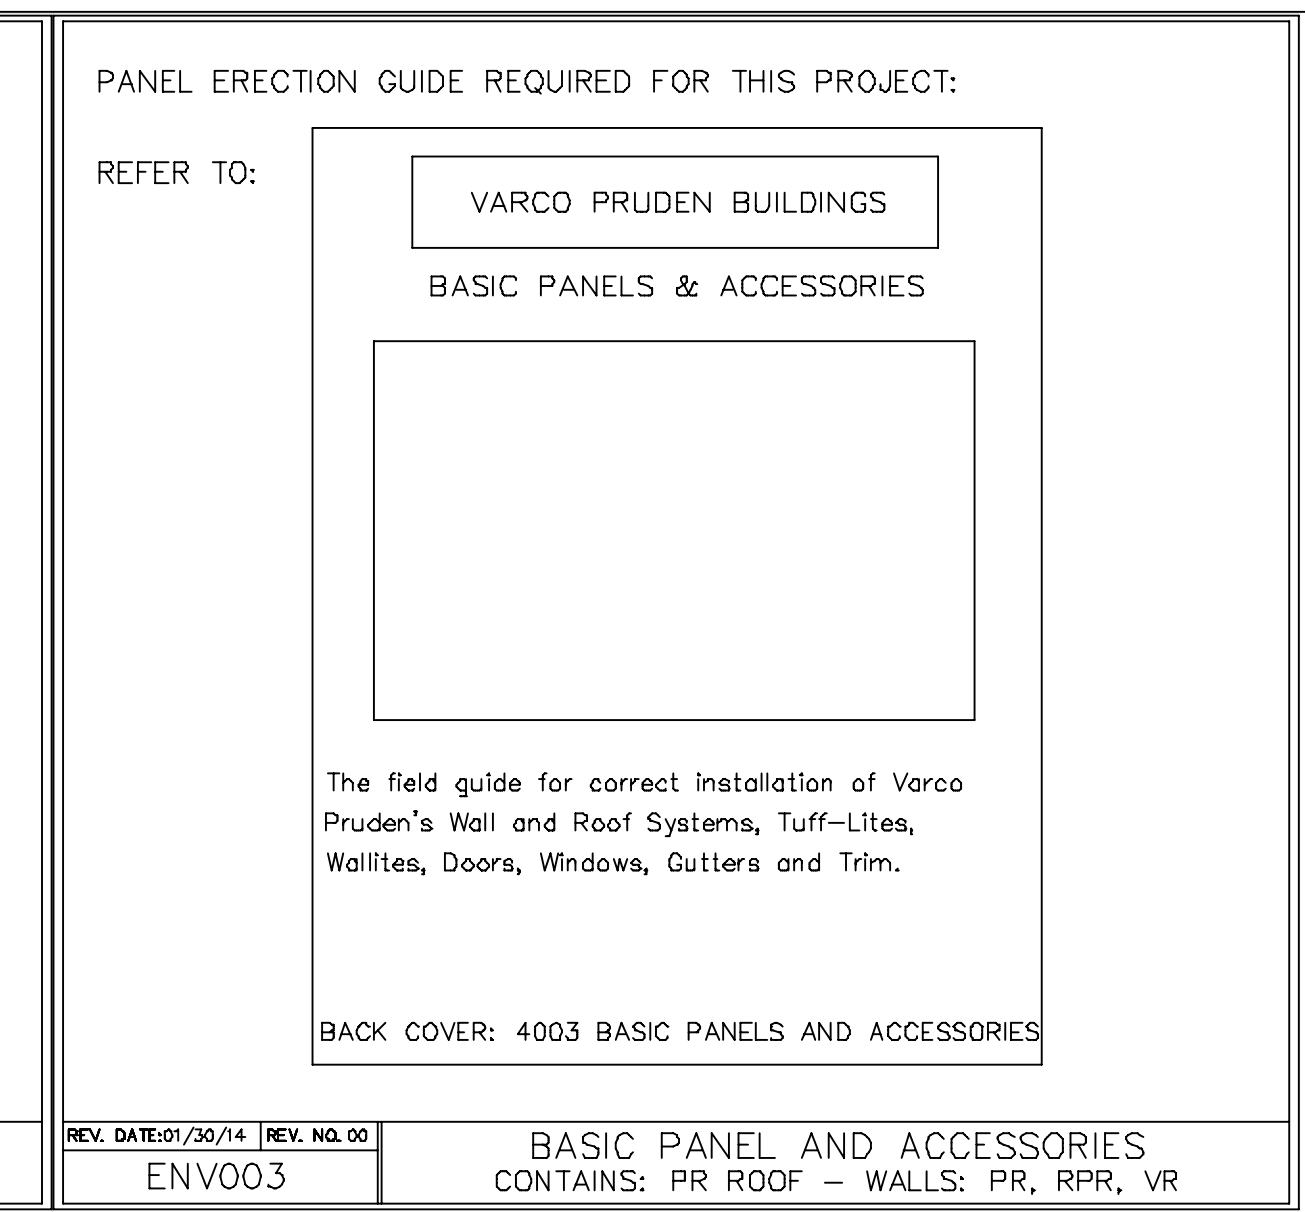 PANEL ERECTION GUIDE REQUIRED FOR THIS PROJECT:
REFER TO:
VARCO PRUDEN BUILDINGS
BASIC PANELS & ACCESSORIES
The field guide for correct installation of Varco
Pruden's Wall and Roof Systems, Tuff-Lites,
Wallites, Doors, Windows, Gutters and Trim.
BACK COVER: 4003 BASIC PANELS AND ACCESSORIES
REV. DATE:01/30/14 REV. NO. 00
ENV003
BASIC PANEL AND ACCESSORIES
CONTAINS: PR ROOF – WALLS: PR, RPR, VR